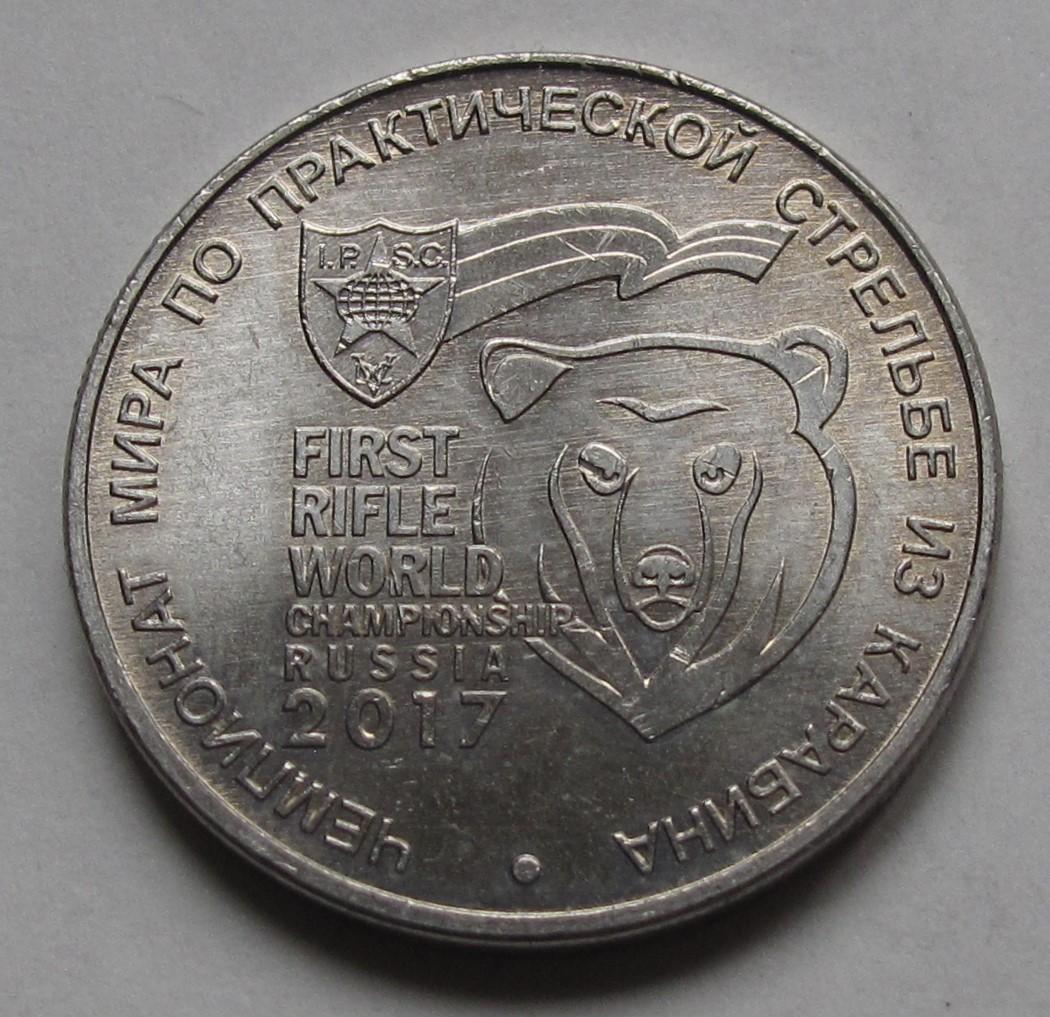 ЧЕМПИОНАТ МИРА ПО ПРАКТИЧЕСКОЙ СТРЕЛЬБЕ ИЗ КАРАБИНА
I.P.S.C.
FIRST
RIFLE
WORLD
CHAMPIONSHIP
RUSSIA
2017